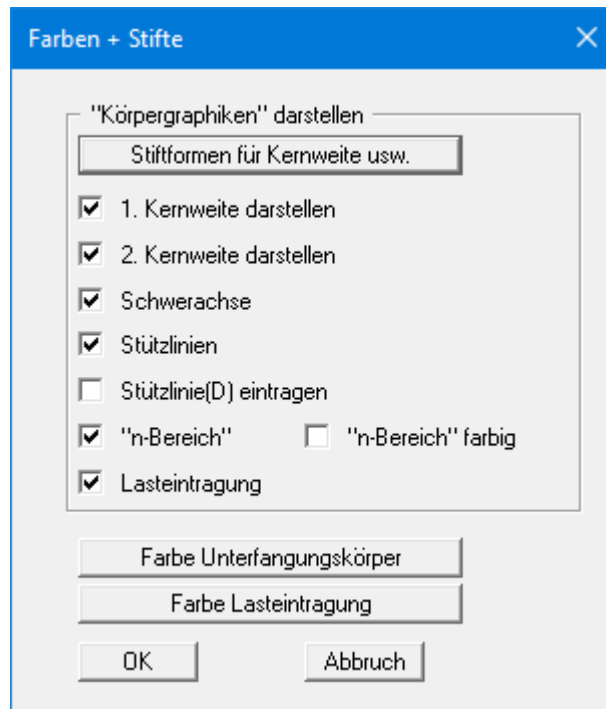 Farben + Stifte
"Körpergraphiken" darstellen
Stiftformen für Kernweite usw.
1. Kernweite darstellen
2. Kernweite darstellen
Schwerachse
Stützlinien
Stützlinie(D) eintragen
"n-Bereich" "n-Bereich" farbig
Lasteintragung
Farbe Unterfangungskörper
Farbe Lasteintragung
OK Abbruch